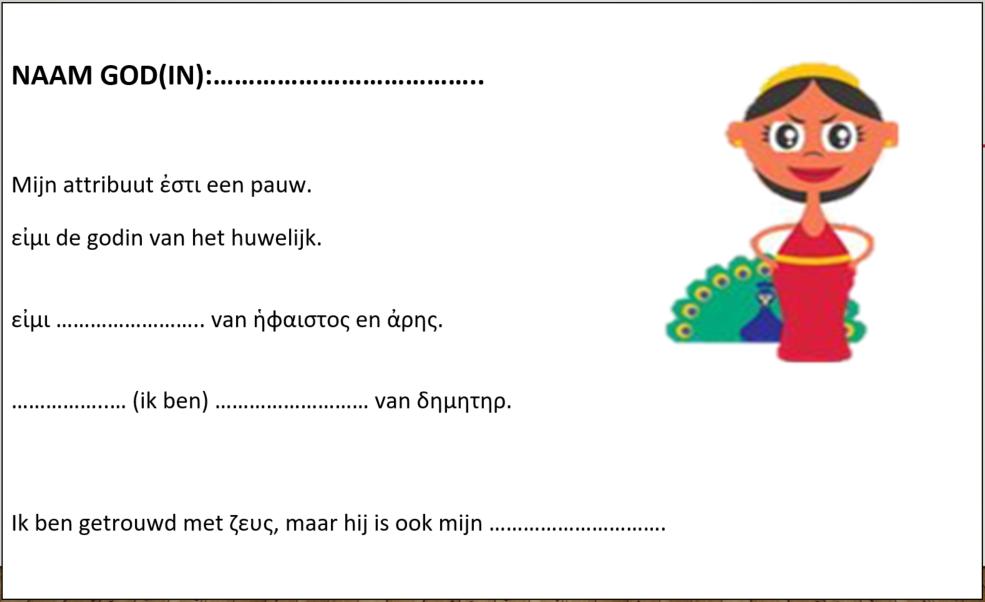 NAAM GOD(IN):………………………………..
Mijn attribuut ἐστι een pauw.
εἰμι de godin van het huwelijk.
εἰμι …………………….. van ἡφαιστος en ἀρης.
……………..… (ik ben) ……………………… van δημητηρ.
Ik ben getrouwd met ζευς, maar hij is ook mijn ………………………….